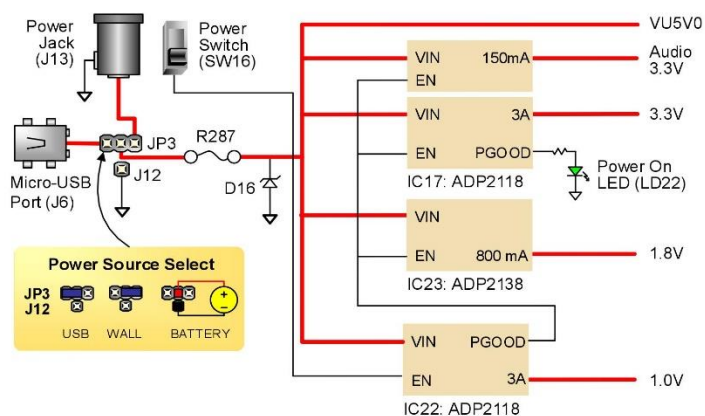 Power
Jack
(J13)
Power
Switch
(SW16)
VU5V0
VIN
150mA
Audio
3.3V
EN
VIN
3A
3.3V
EN
PGOOD
IC17: ADP2118
Power On
LED (LD22)
JP3
R287
J12
Micro-USB
Port (J6)
D16
VIN
EN
800 mA
1.8V
IC23: ADP2138
Power Source Select
JP3
J12
USB
WALL
BATTERY
+
–
VIN
PGOOD
EN
3A
1.0V
IC22: ADP2118